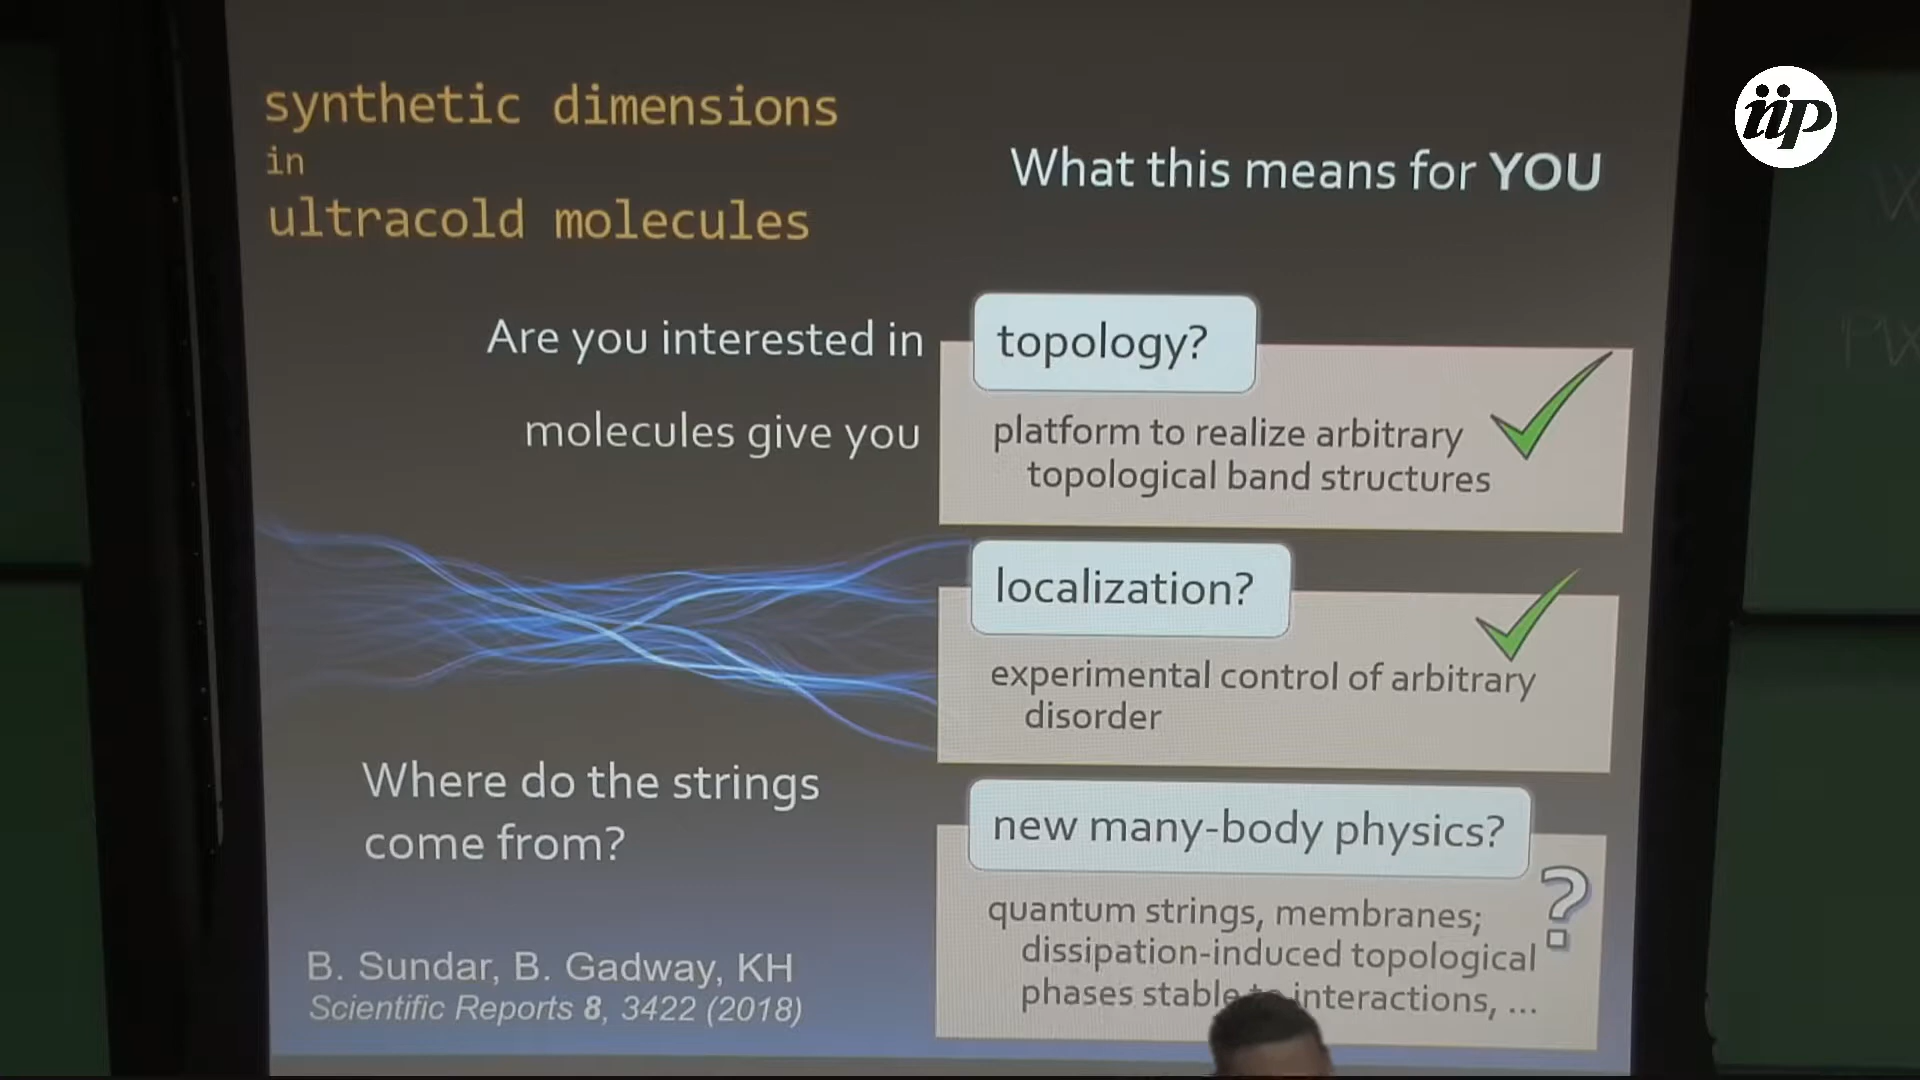 synthetic dimensions
in
ultracold molecules
What this means for YOU
Are you interested in
topology?
molecules give you
platform to realize arbitrary
topological band structures
localization?
experimental control of arbitrary
disorder
Where do the strings
come from?
new many-body physics?
quantum strings, membranes;
dissipation-induced topological
phases stable to interactions, ...
?
B. Sundar, B. Gadway, KH
Scientific Reports 8, 3422 (2018)
iip